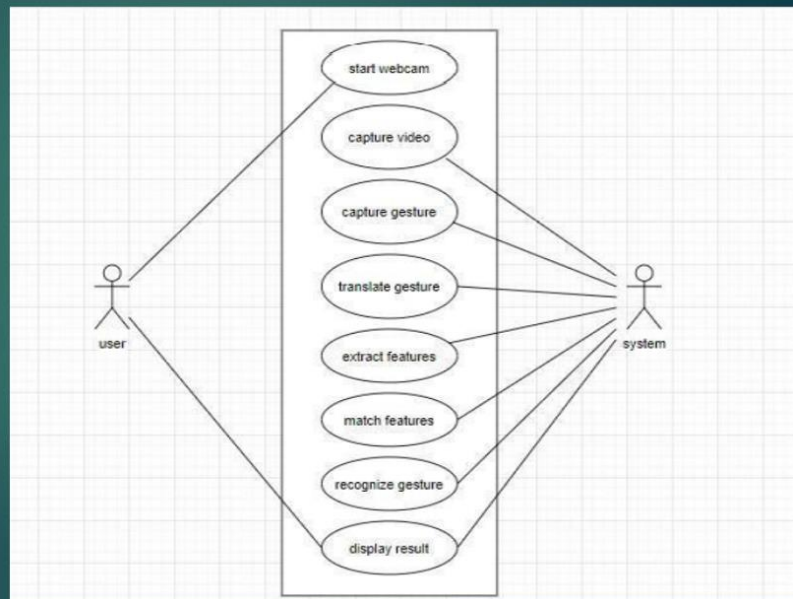 start webcam
capture video
capture gesture
translate gesture
user
extract features
system
match features
recognize gesture
display result